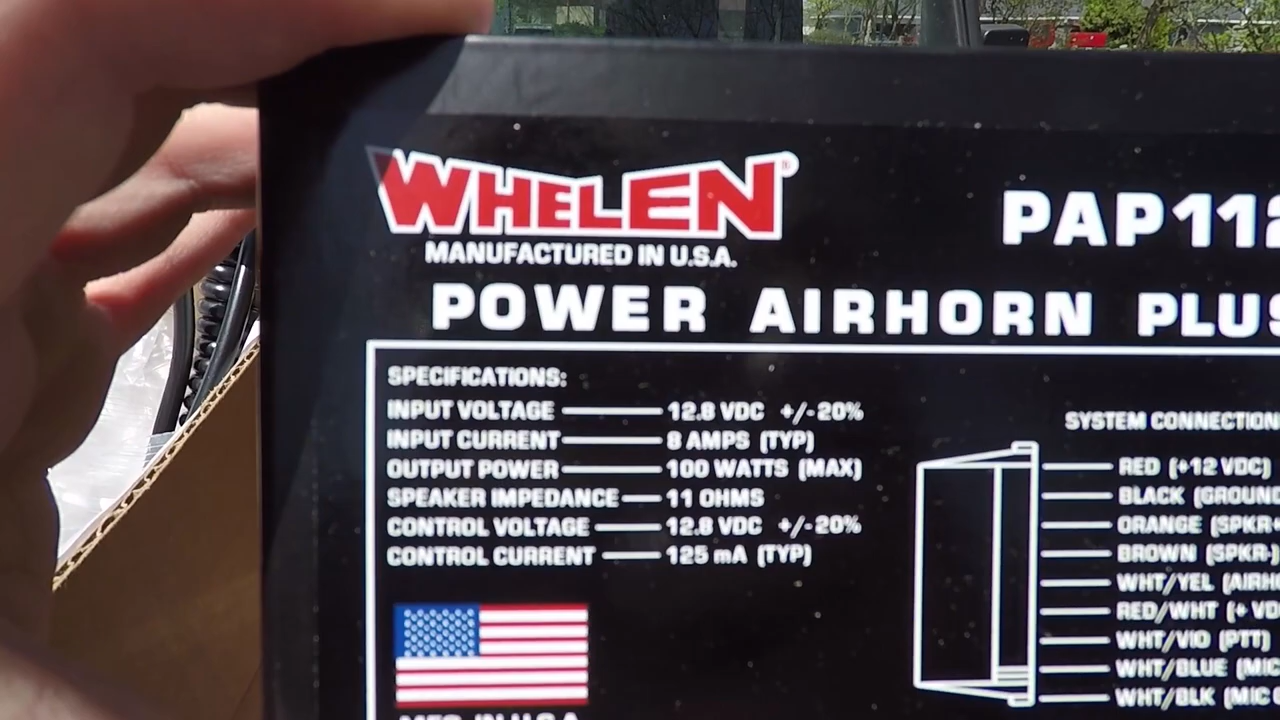 WHELEN®
MANUFACTURED IN U.S.A.
PAP112
POWER AIRHORN PLUS
SPECIFICATIONS:
INPUT VOLTAGE 12.8 VDC +/-20%
INPUT CURRENT 8 AMPS (TYP)
OUTPUT POWER 100 WATTS (MAX)
SPEAKER IMPEDANCE 11 OHMS
CONTROL VOLTAGE 12.8 VDC +/-20%
CONTROL CURRENT 125 mA (TYP)
SYSTEM CONNECTION
RED (+12 VDC)
BLACK (GROUND
ORANGE (SPKR+
BROWN (SPKR-)
WHT/YEL (AIRH
RED/WHT (+ VD
WHT/VIO (PTT)
WHT/BLUE (MIC
WHT/BLK (MIC
MFG. IN U.S.A.